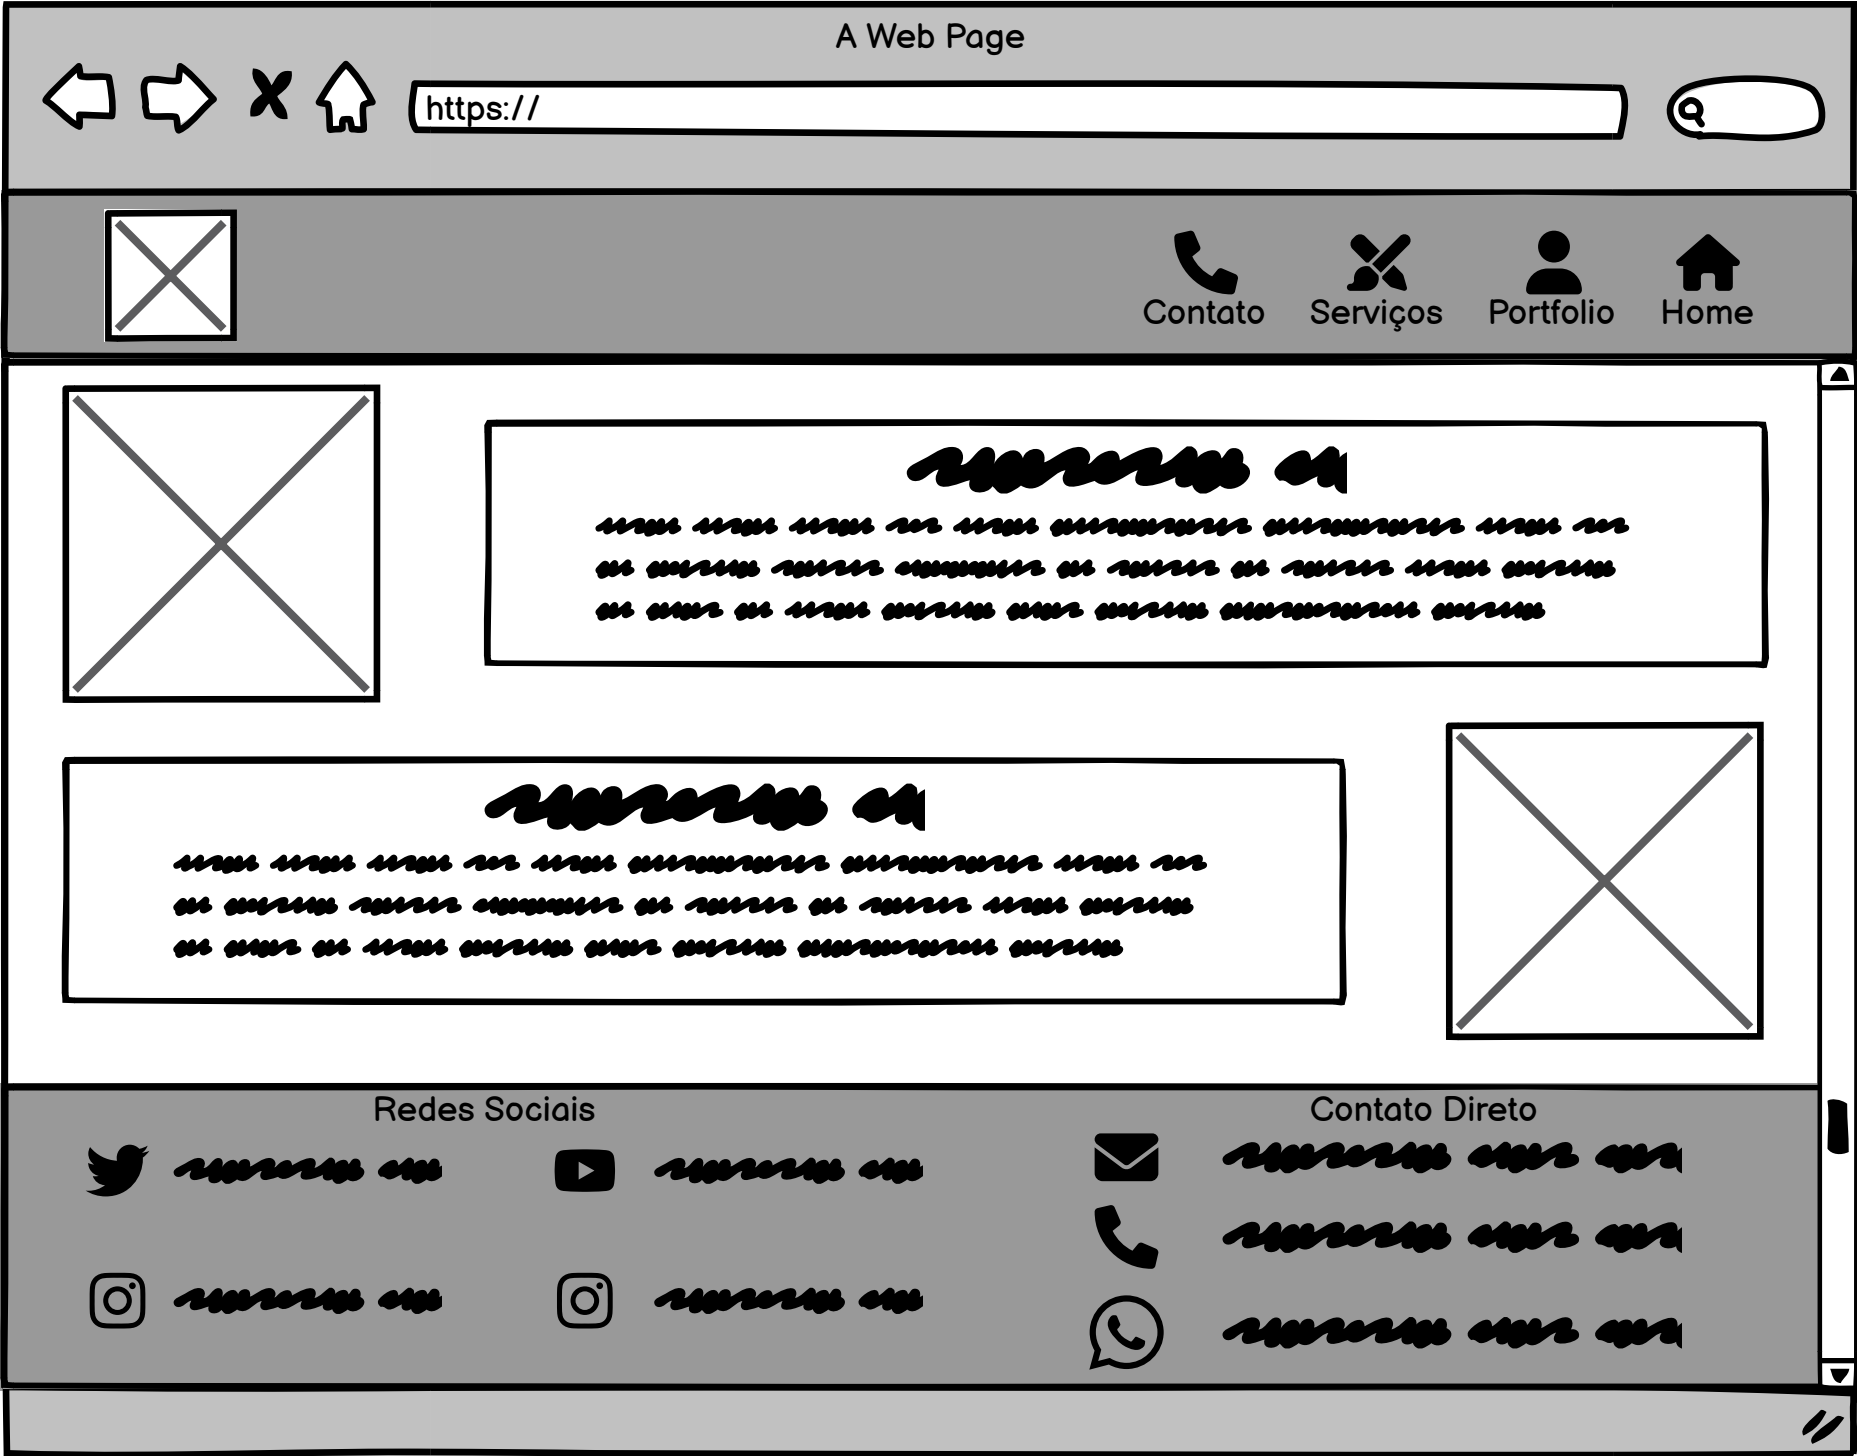 A Web Page
https://
Contato Serviços Portfolio Home
Redes Sociais Contato Direto